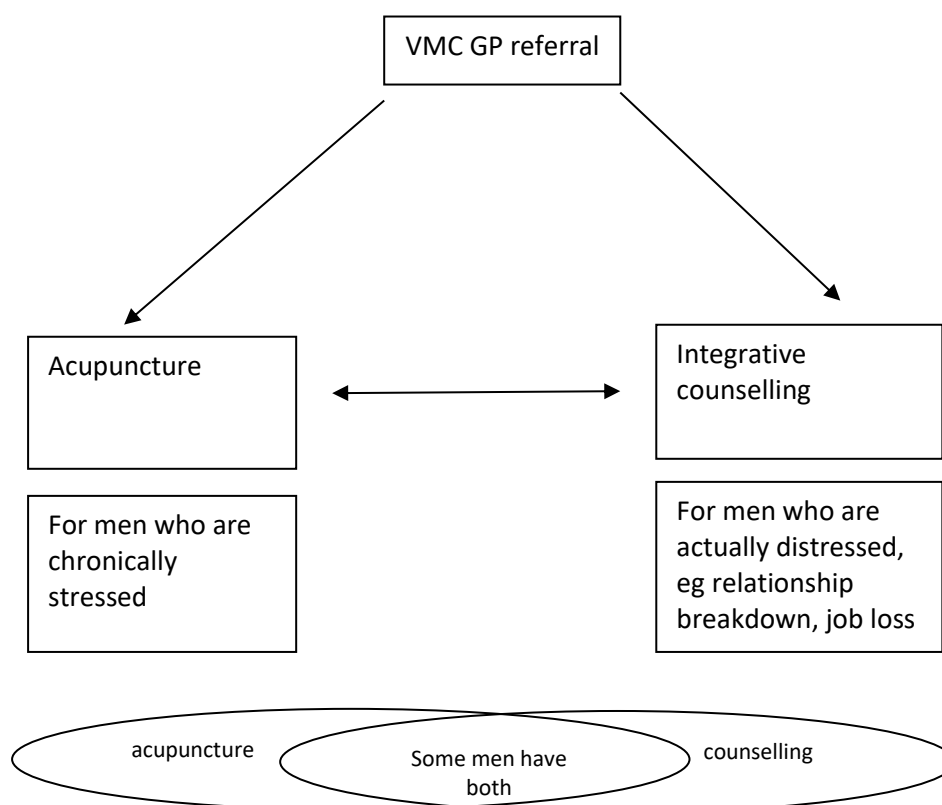 VMC GP referral
Acupuncture
Integrative
counselling
For men who are
chronically
stressed
For men who are
actually distressed,
eg relationship
breakdown, job loss
acupuncture
Some men have
both
counselling